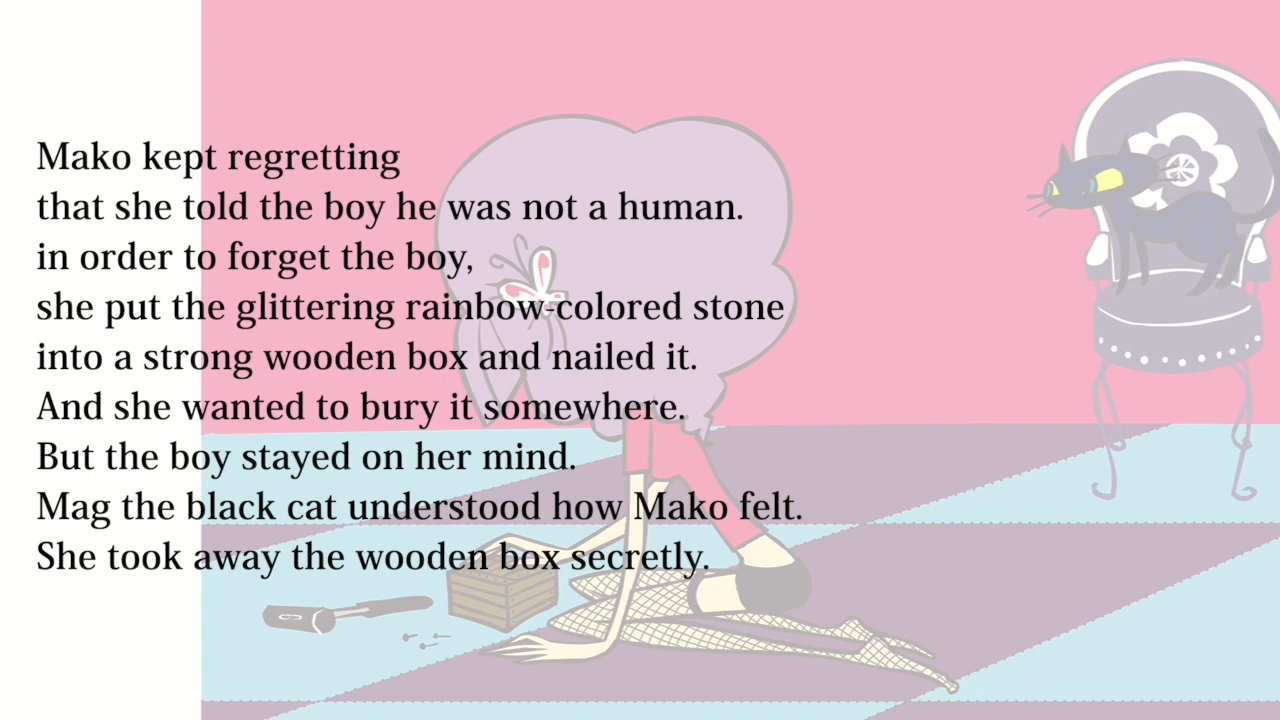 Mako kept regretting
that she told the boy he was not a human.
in order to forget the boy,
she put the glittering rainbow-colored stone
into a strong wooden box and nailed it.
And she wanted to bury it somewhere.
But the boy stayed on her mind.
Mag the black cat understood how Mako felt.
She took away the wooden box secretly.